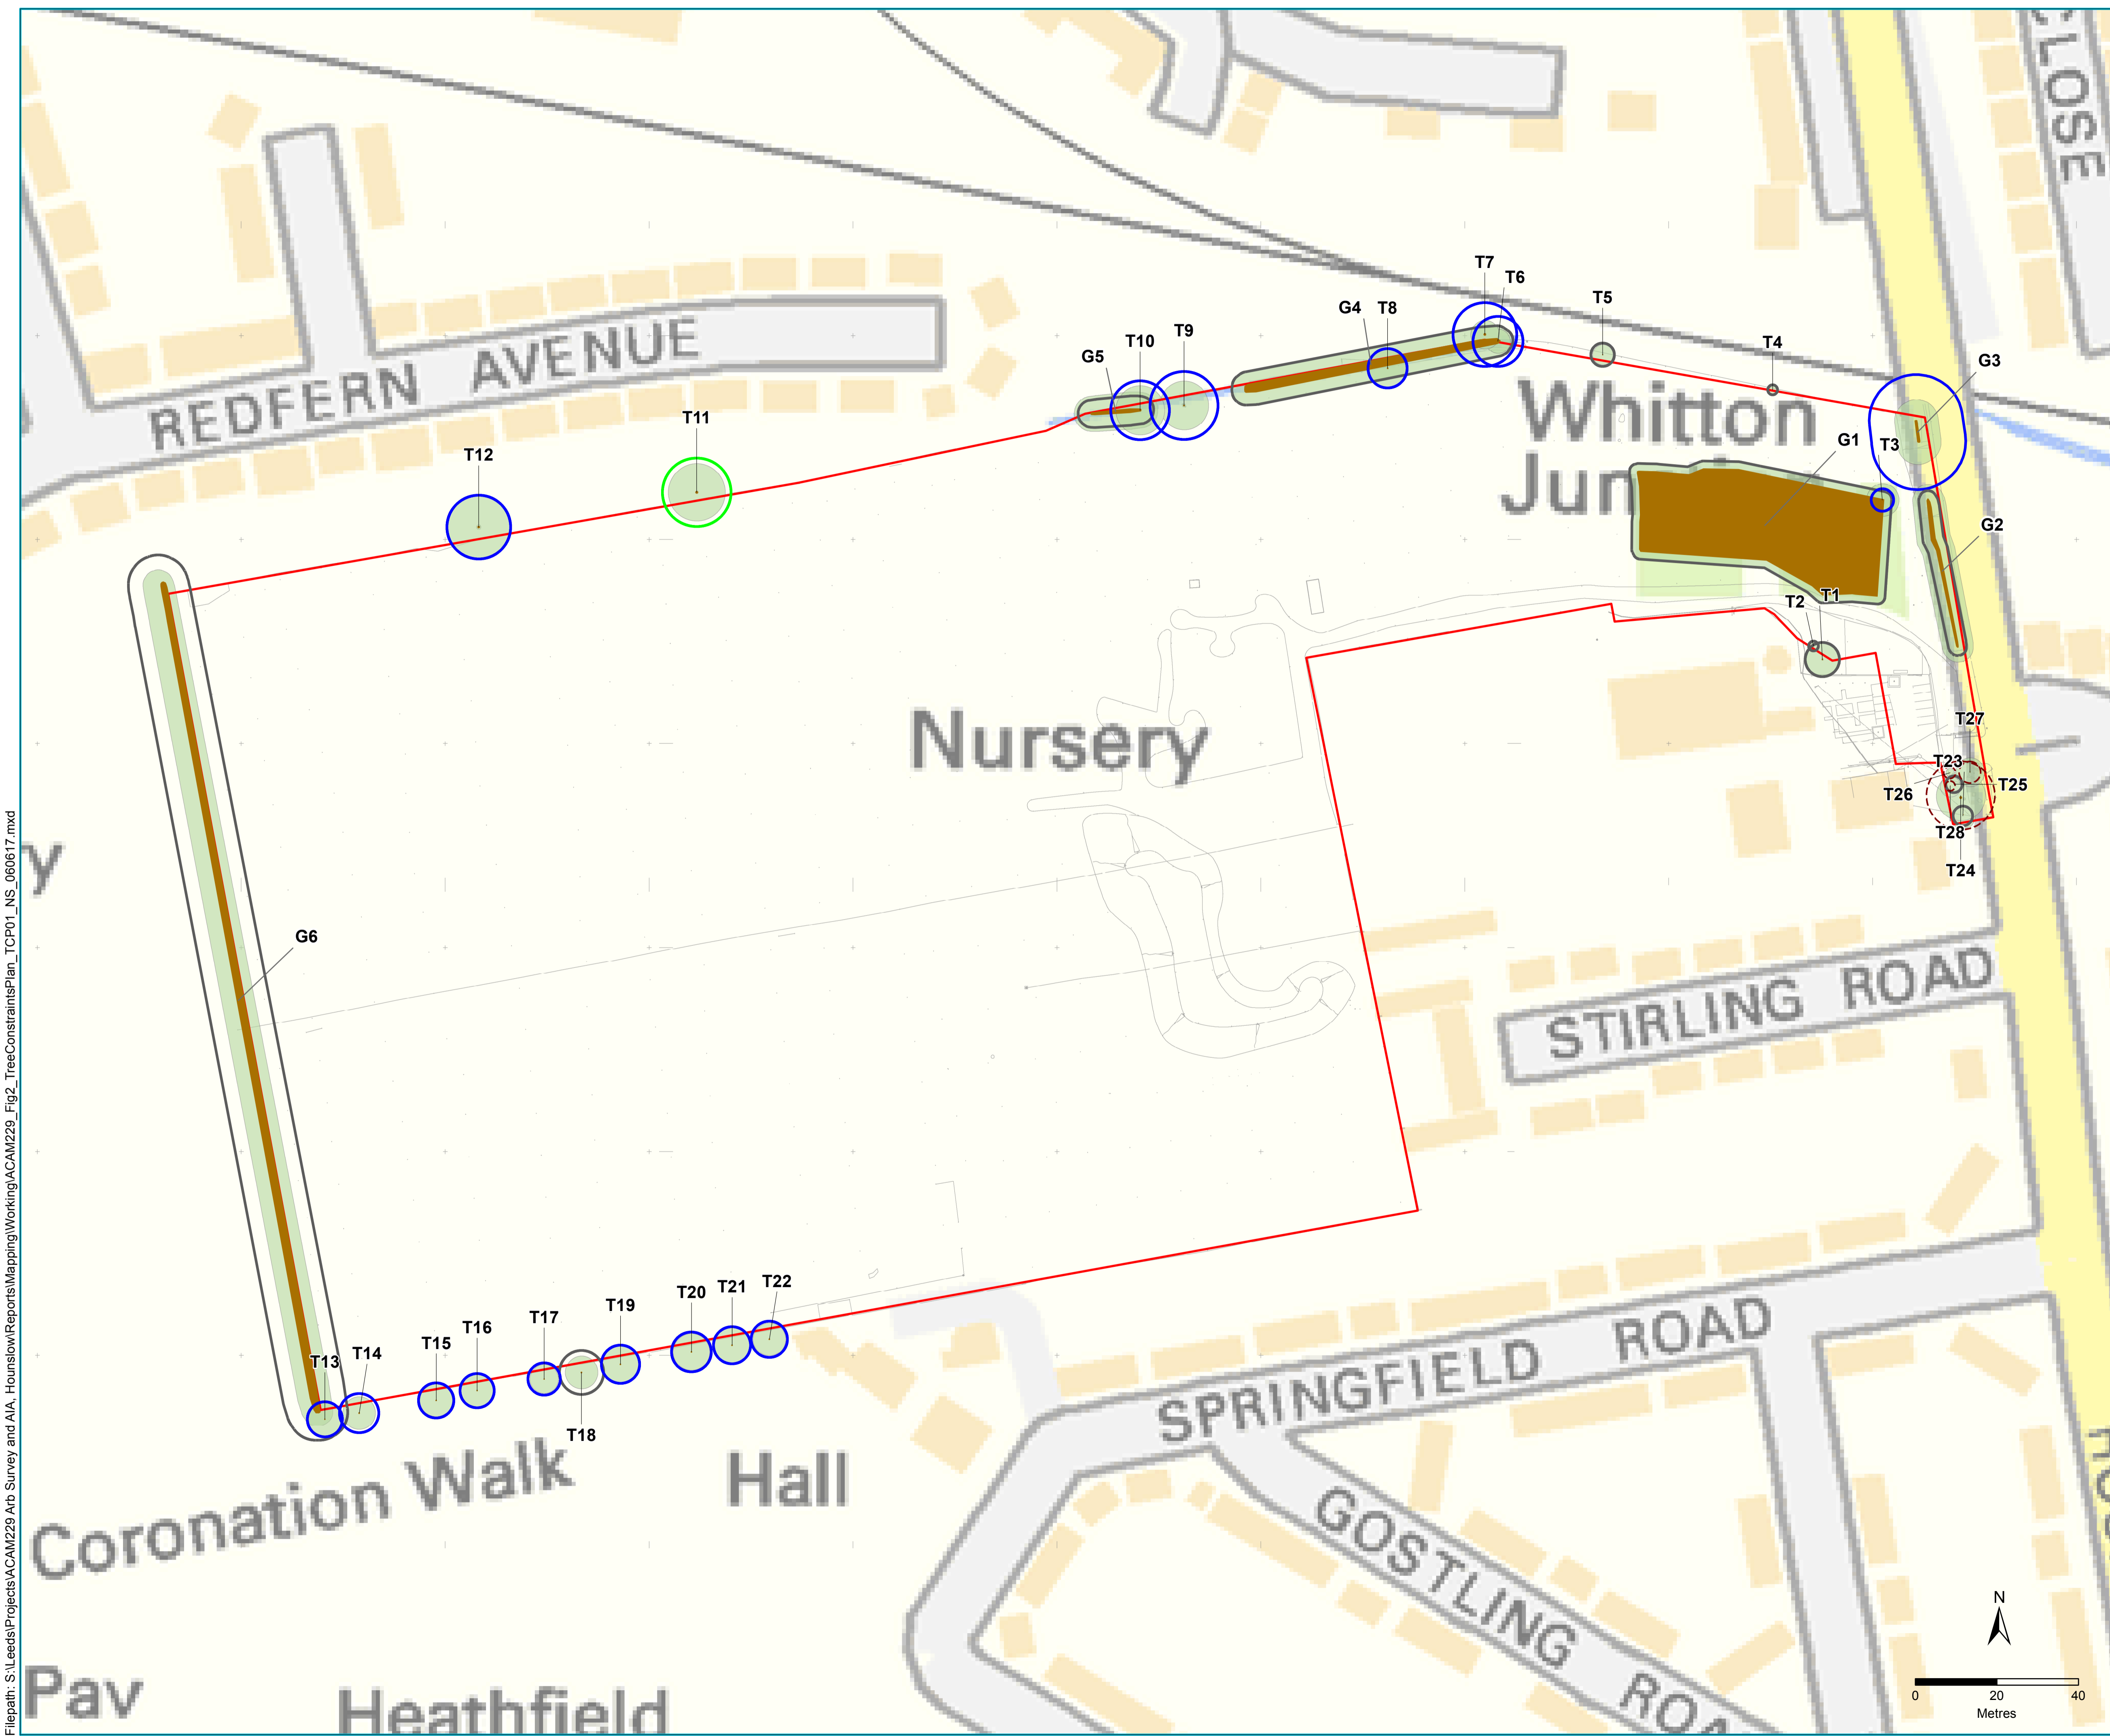 CLOSE
T7
T6
G4
T8
T5
T10
T9
T4
G5
G3
REDFERN AVENUE
T11
Whitton
Jun
G1
T3
T12
G2
T2
T1
Nursery
T27
T23
T25
T26
T28
T24
y
G6
STIRLING ROAD
T22
T21
T20
T19
T17
T16
T15
T14
T13
T18
SPRINGFIELD ROAD
Coronation Walk
Hall
GOSTLING ROA
Pav
Heathfield
N
0 20 40
Metres
Filepath: S:\Leeds\Projects\ACAM229 Arb Survey and AIA, Hounslow\Reports\Mapping\Working\ACAM229_Fig2_TreeConstraintsPlan_TCP01_NS_060617.mxd